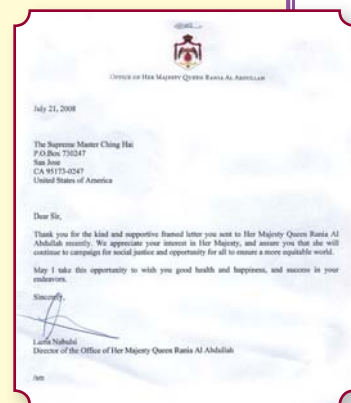 OFFICE OF HER MAJESTY QUEEN RANIA AL ABDULLAH
July 21, 2008
The Supreme Master Ching Hai
P.O.Box 730247
San Jose
CA 95173-0247
United States of America
Dear Sir,
Thank you for the kind and supportive framed letter you sent to Her Majesty Queen Rania Al
Abdullah recently. We appreciate your interest in Her Majesty, and assure you that she will
continue to campaign for social justice and opportunity for all to ensure a more equitable world.
May I take this opportunity to wish you good health and happiness, and success in your
endeavors.
Sincerely,
Nabulsi
Director of the Office of Her Majesty Queen Rania Al Abdullah